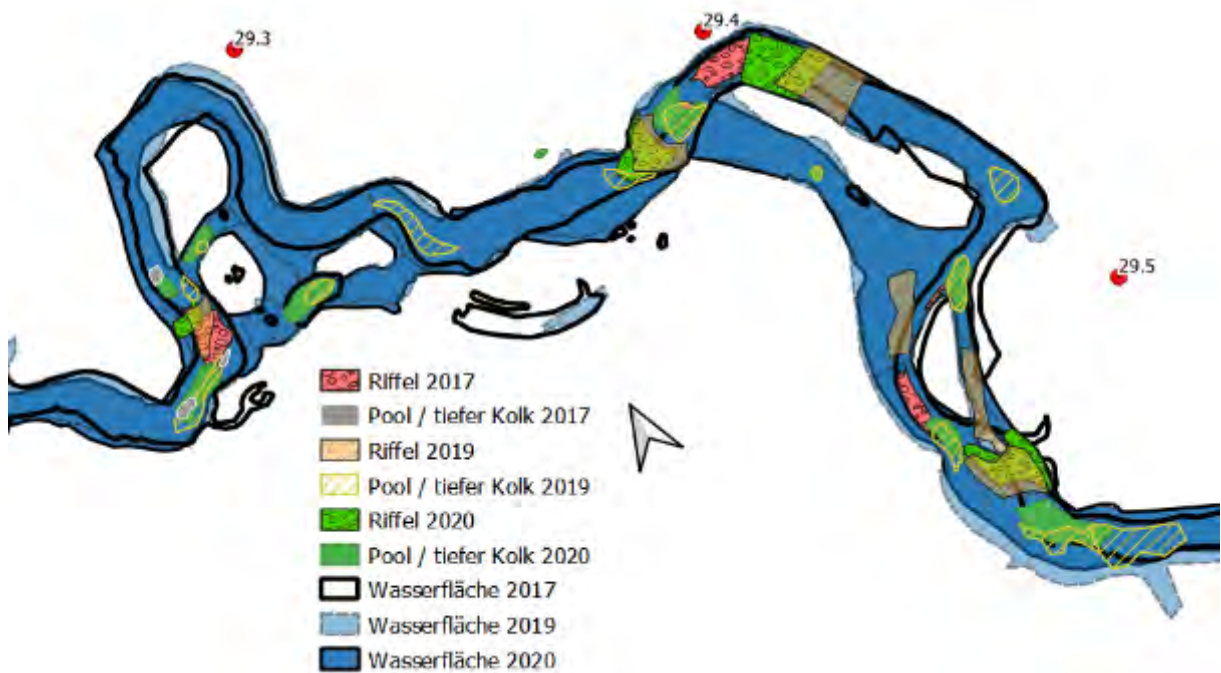 29.3
29.4
29.5
Riffel 2017
Pool / tiefer Kolk 2017
Riffel 2019
Pool / tiefer Kolk 2019
Riffel 2020
Pool / tiefer Kolk 2020
Wasserfläche 2017
Wasserfläche 2019
Wasserfläche 2020